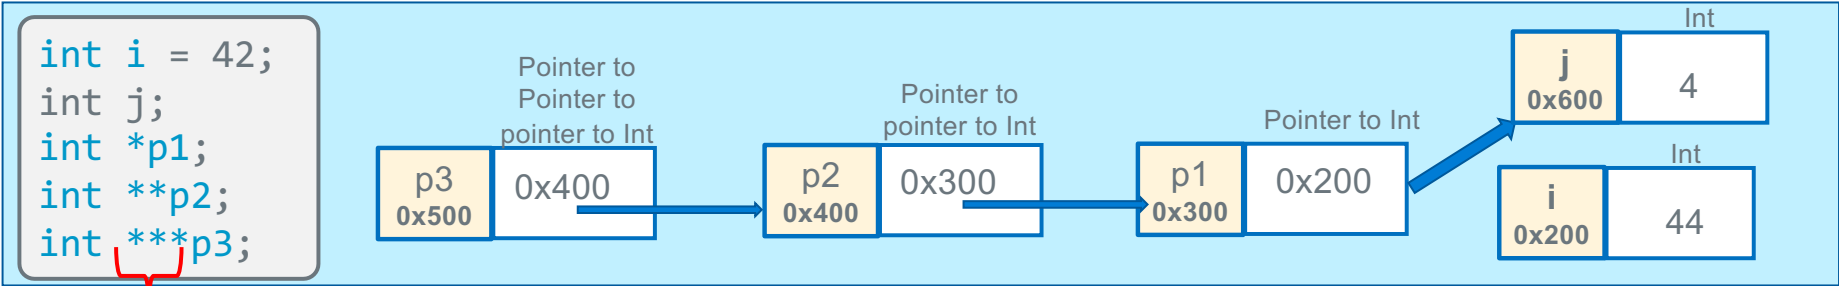 int i = 42;
int j;
int *p1;
int **p2;
int ***p3;
Pointer to
Pointer to
pointer to Int
p3
0x500
0x400
Pointer to
pointer to Int
p2
0x400
0x300
Pointer to Int
p1
0x300
0x200
Int
j
0x600
4
Int
i
0x200
44